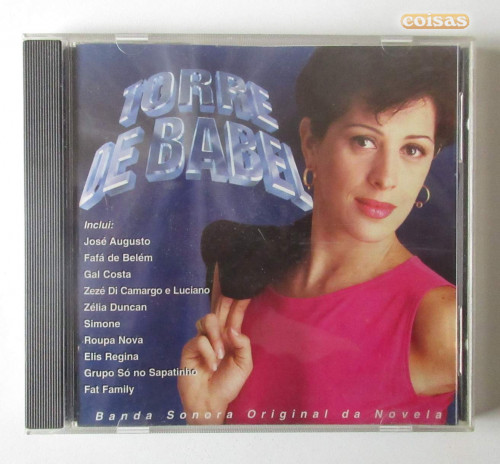 coisas
TORRE
DE BABEL
Inclui:
José Augusto
Fafá de Belém
Gal Costa
Zezé Di Camargo e Luciano
Zélia Duncan
Simone
Roupa Nova
Elis Regina
Grupo Só no Sapatinho
Fat Family
Banda Sonora Original da Novela